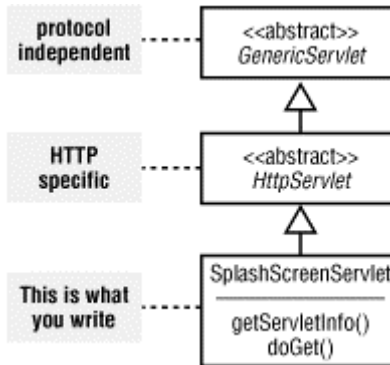 protocol
independent
<<abstract>>
GenericServlet
HTTP
specific
<<abstract>>
HttpServlet
This is what
you write
SplashScreenServlet
getServletInfo()
doGet()